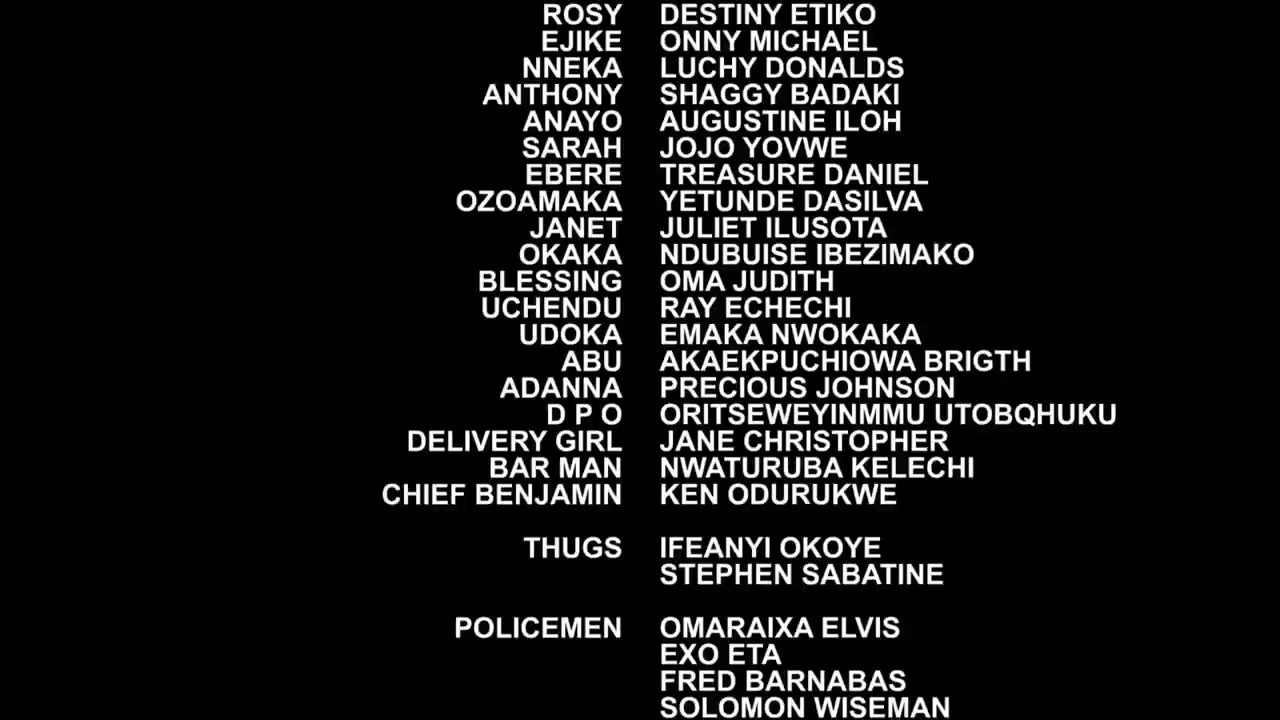 ROSY DESTINY ETIKO
EJIKE ONNY MICHAEL
NNEKA LUCHY DONALDS
ANTHONY SHAGGY BADAKI
ANAYO AUGUSTINE ILOH
SARAH JOJO YOVWE
EBERE TREASURE DANIEL
OZOAMAKA YETUNDE DASILVA
JANET JULIET ILUSOTA
OKAKA NDUBUISE IBEZIMAKO
BLESSING OMA JUDITH
UCHENDU RAY ECHECHI
UDOKA EMAKA NWOKAKA
ABU AKAEKPUCHIOWA BRIGTH
ADANNA PRECIOUS JOHNSON
D P O ORITSEWEYINMMU UTOBQHUKU
DELIVERY GIRL JANE CHRISTOPHER
BAR MAN NWATURUBA KELECHI
CHIEF BENJAMIN KEN ODURUKWE
THUGS IFEANYI OKOYE
STEPHEN SABATINE
POLICEMEN OMARAIXA ELVIS
EXO ETA
FRED BARNABAS
SOLOMON WISEMAN